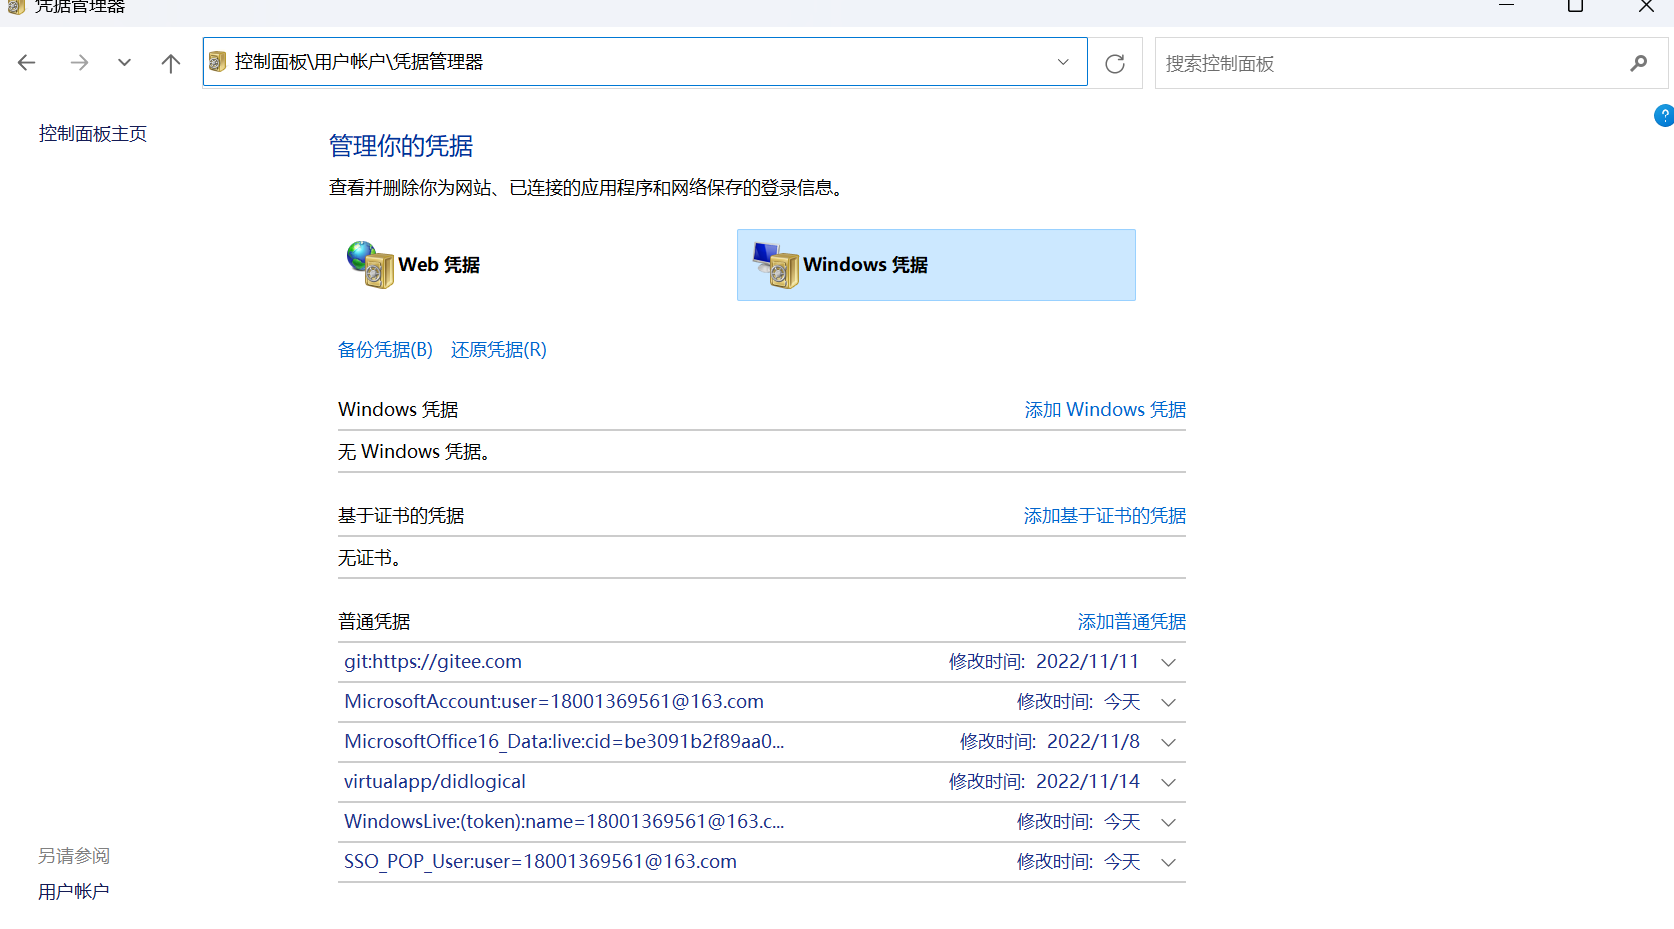 凭据管理器
控制面板\用户帐户\凭据管理器
搜索控制面板
?
控制面板主页
管理你的凭据
查看并删除你为网站、已连接的应用程序和网络保存的登录信息。
Web 凭据
Windows 凭据
备份凭据(B) 还原凭据(R)
Windows 凭据 添加 Windows 凭据
无 Windows 凭据。
基于证书的凭据 添加基于证书的凭据
无证书。
普通凭据 添加普通凭据
git:https://gitee.com 修改时间: 2022/11/11
MicrosoftAccount:user=18001369561@163.com 修改时间: 今天
MicrosoftOffice16_Data:live:cid=be3091b2f89aa0... 修改时间: 2022/11/8
virtualapp/didlogical 修改时间: 2022/11/14
WindowsLive:(token):name=18001369561@163.c... 修改时间: 今天
SSO_POP_User:user=18001369561@163.com 修改时间: 今天
另请参阅
用户帐户